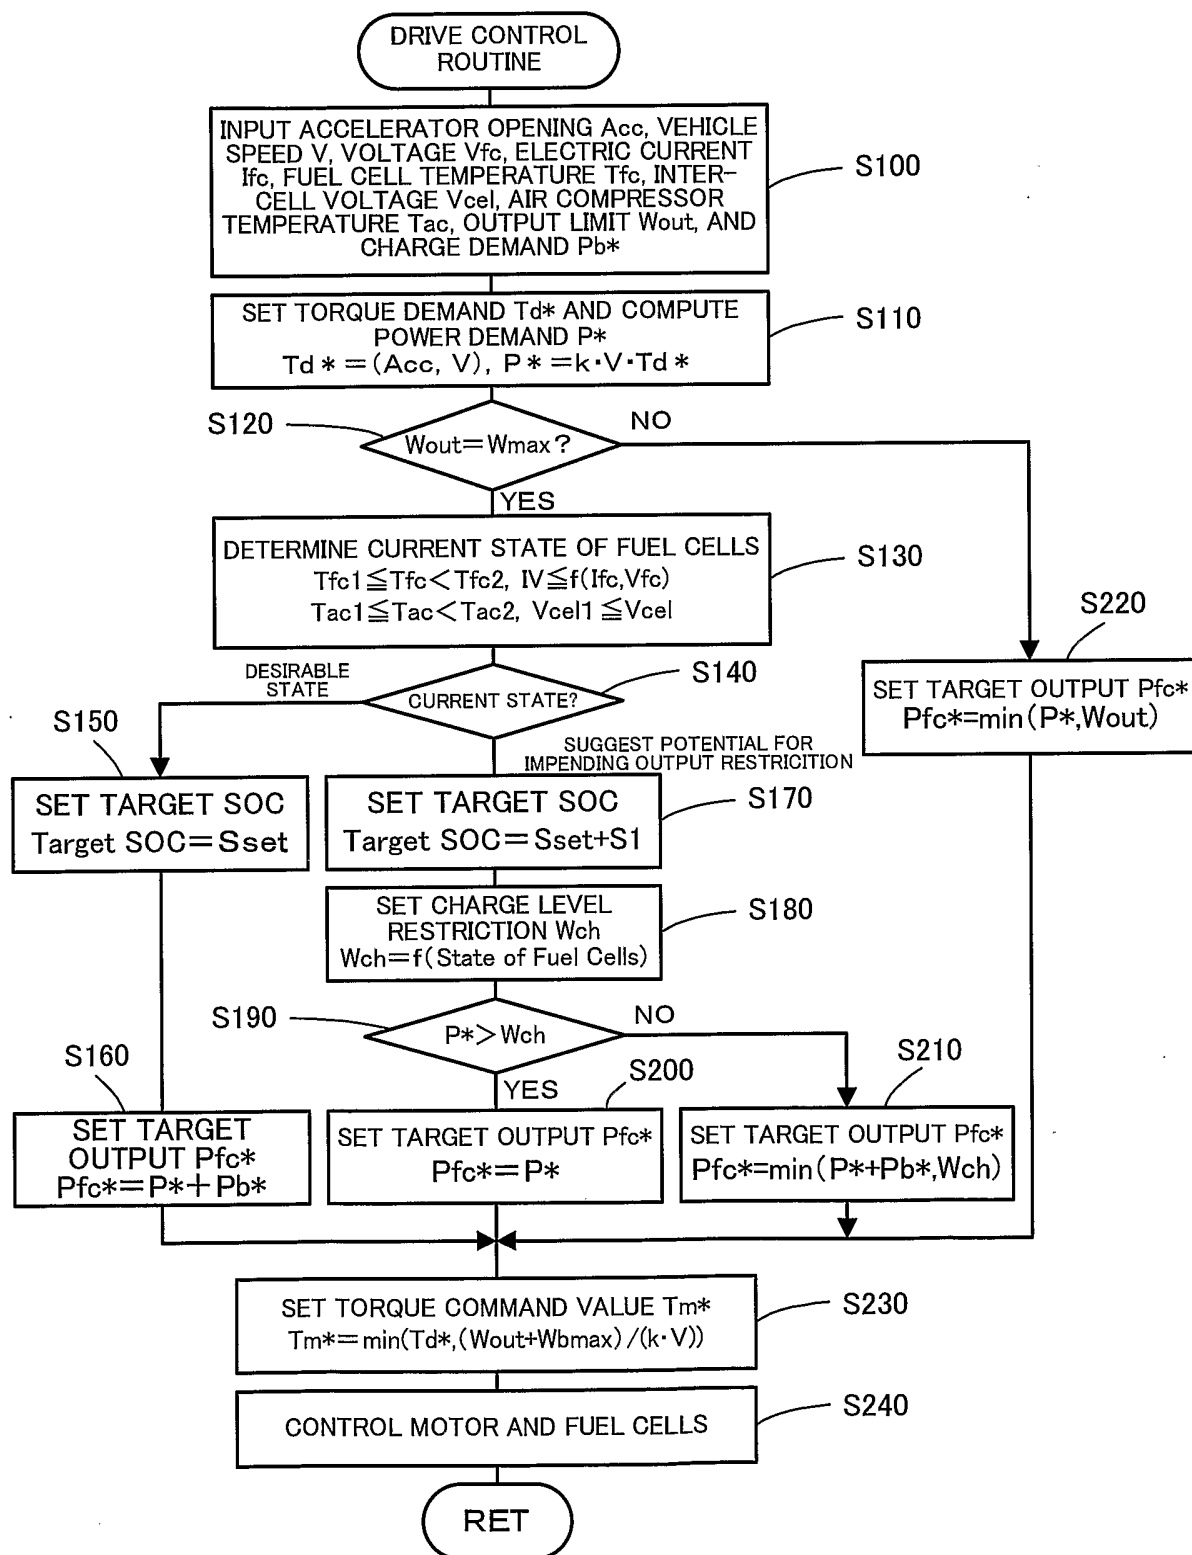 DRIVE CONTROL
ROUTINE
INPUT ACCELERATOR OPENING Acc, VEHICLE
SPEED V, VOLTAGE Vfc, ELECTRIC CURRENT
Ifc, FUEL CELL TEMPERATURE Tfc, INTER-
CELL VOLTAGE Vcel, AIR COMPRESSOR
TEMPERATURE Tac, OUTPUT LIMIT Wout, AND
CHARGE DEMAND Pb*
S100
SET TORQUE DEMAND Td* AND COMPUTE
POWER DEMAND P*
Td*=(Acc, V), P*=k·V·Td*
S110
S120
Wout=Wmax?
NO
YES
DETERMINE CURRENT STATE OF FUEL CELLS
Tfc1≦Tfc<Tfc2, IV≦f(Ifc,Vfc)
Tac1≦Tac<Tac2, Vcel1≦Vcel
S130
S220
SET TARGET OUTPUT Pfc*
Pfc*=min(P*,Wout)
DESIRABLE
STATE
CURRENT STATE?
S140
SUGGEST POTENTIAL FOR
IMPENDING OUTPUT RESTRICITION
S150
SET TARGET SOC
Target SOC=Sset
SET TARGET SOC
Target SOC=Sset+S1
S170
SET CHARGE LEVEL
RESTRICTION Wch
Wch=f(State of Fuel Cells)
S180
S190
P*>Wch
NO
YES
S160
SET TARGET
OUTPUT Pfc*
Pfc*=P*+Pb*
S200
SET TARGET OUTPUT Pfc*
Pfc*=P*
S210
SET TARGET OUTPUT Pfc*
Pfc*=min(P*+Pb*,Wch)
SET TORQUE COMMAND VALUE Tm*
Tm*=min(Td*,(Wout+Wbmax)/(k·V))
S230
CONTROL MOTOR AND FUEL CELLS
S240
RET